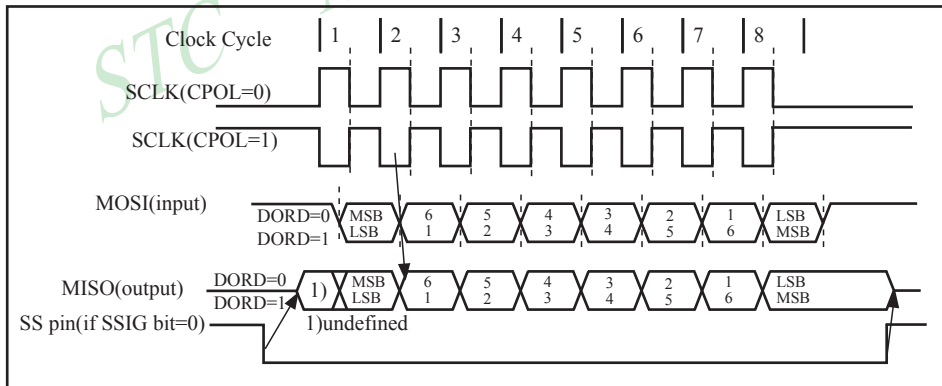 STC
Clock Cycle 1 2 3 4 5 6 7 8
SCLK(CPOL=0)
SCLK(CPOL=1)
MOSI(input)
DORD=0 MSB 6 5 4 3 2 1 LSB
DORD=1 LSB 1 2 3 4 5 6 MSB
MISO(output)
DORD=0 1) MSB 6 5 4 3 2 1 LSB
DORD=1 LSB 1 2 3 4 5 6 MSB
SS pin(if SSIG bit=0) 1)undefined